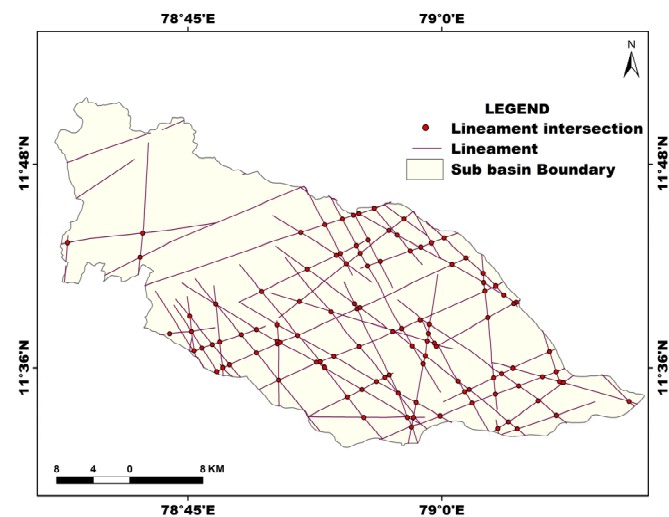 78°45'E 79°0'E
N
LEGEND
Lineament intersection
Lineament
Sub basin Boundary
11°48'N 11°48'N
11°36'N 11°36'N
8 4 0 8 KM
78°45'E 79°0'E